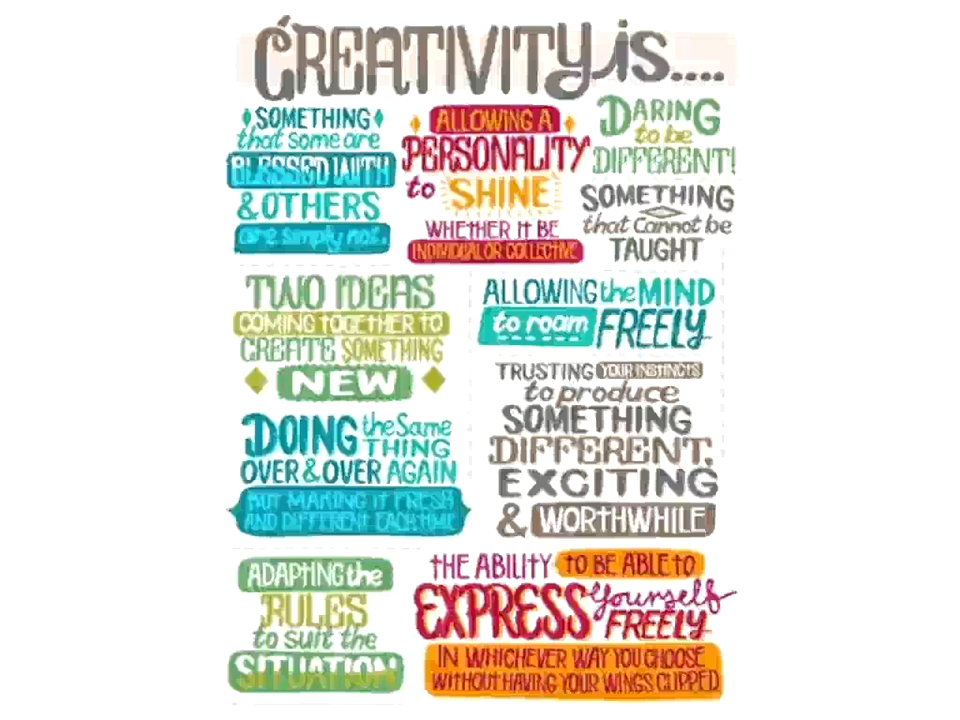 CREATIVITY is....
SOMETHING
that some are
BLESSED WITH
& OTHERS
are simply not.
ALLOWING A
PERSONALITY
to SHINE
WHETHER IT BE
INDIVIDUAL OR COLLECTIVE
DARING
to be
DIFFERENT!
SOMETHING
that cannot be
TAUGHT
TWO IDEAS
COMING TOGETHER TO
CREATE SOMETHING
NEW
ALLOWING the MIND
to roam FREELY
TRUSTING YOUR INSTINCTS
to produce
SOMETHING
DIFFERENT,
EXCITING
& WORTHWHILE
DOING the Same
THING
OVER & OVER AGAIN
BUT MAKING IT FRESH
AND DIFFERENT EACH TIME
ADAPTING the
RULES
to suit the
SITUATION
THE ABILITY TO BE ABLE TO
EXPRESS Yourself
FREELY
IN WHICHEVER WAY YOU CHOOSE
WITHOUT HAVING YOUR WINGS CLIPPED.